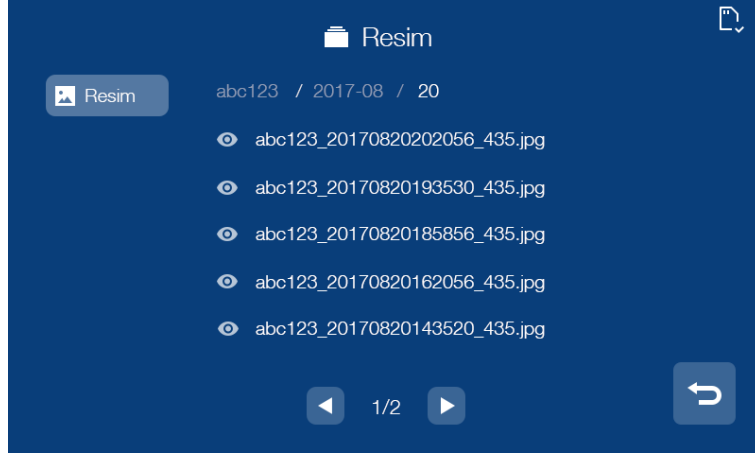 Resim
Resim
abc123 / 2017-08 / 20
abc123_20170820202056_435.jpg
abc123_20170820193530_435.jpg
abc123_20170820185856_435.jpg
abc123_20170820162056_435.jpg
abc123_20170820143520_435.jpg
1/2